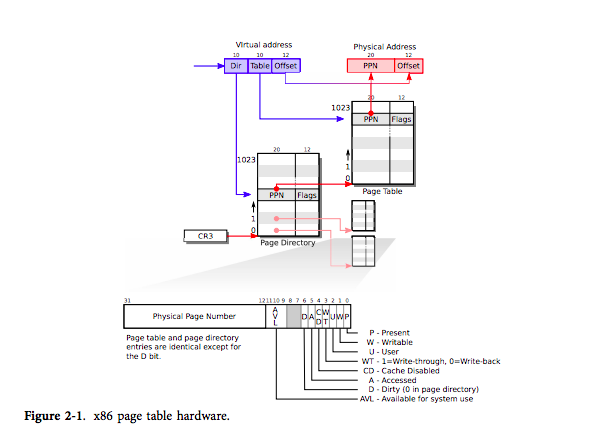 Virtual address
10 10 12
Dir Table Offset
Physical Address
20 12
PPN Offset
20 12
1023
PPN Flags
1
0
Page Table
20 12
1023
PPN Flags
1
0
Page Directory
CR3
31 12 11 10 9 8 7 6 5 4 3 2 1 0
Physical Page Number
A V L
D A C D W T U W P
Page table and page directory
entries are identical except for
the D bit.
P - Present
W - Writable
U - User
WT - 1=Write-through, 0=Write-back
CD - Cache Disabled
A - Accessed
D - Dirty (0 in page directory)
AVL - Available for system use
Figure 2-1. x86 page table hardware.